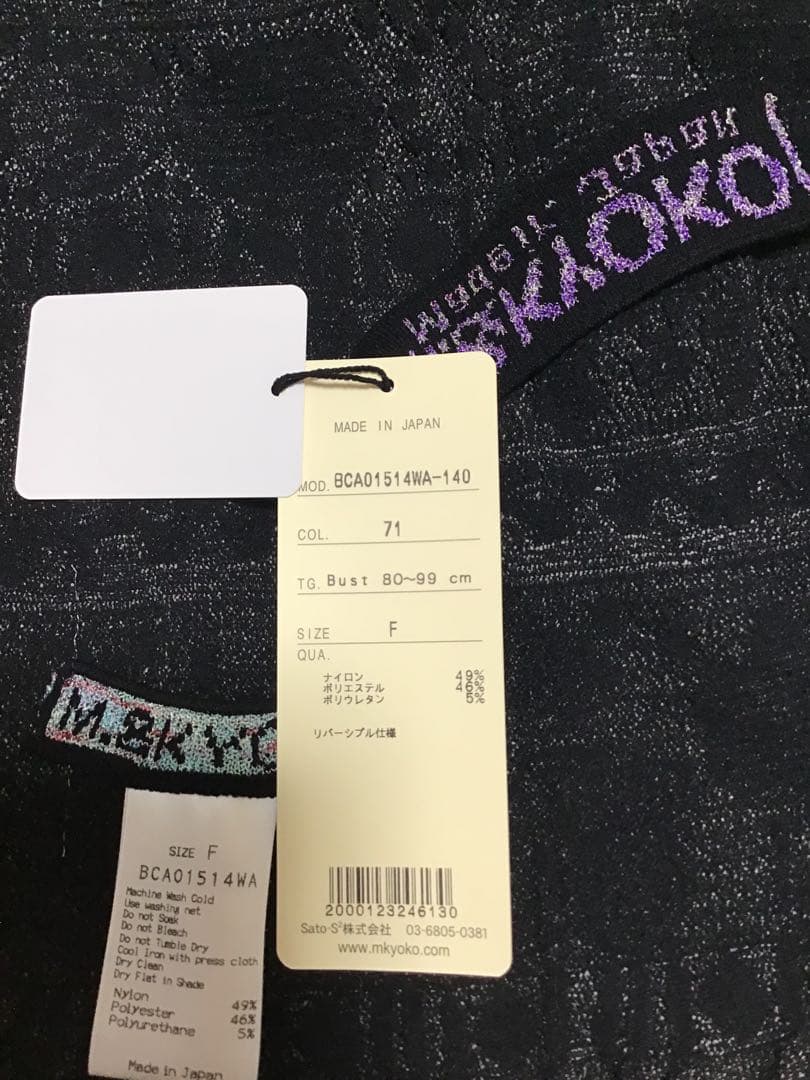 MADE IN JAPAN
MOD. BCA01514WA-140
COL. 71
TG. Bust 80～99 cm
SIZE F
QUA.
ナイロン 49%
ポリエステル 46%
ポリウレタン 5%
リバーシブル仕様
2000123246130
Sato-S²株式会社 03-6805-0381
www.mkyoko.com
M.&KYO
SIZE F
BCA01514WA
Machine Wash Cold
Use washing net
Do not Soak
Do not Bleach
Do not Tumble Dry
Cool Iron with press cloth
Dry Clean
Dry Flat in Shade
Nylon 49%
Polyester 46%
Polyurethane 5%
Made in Japan